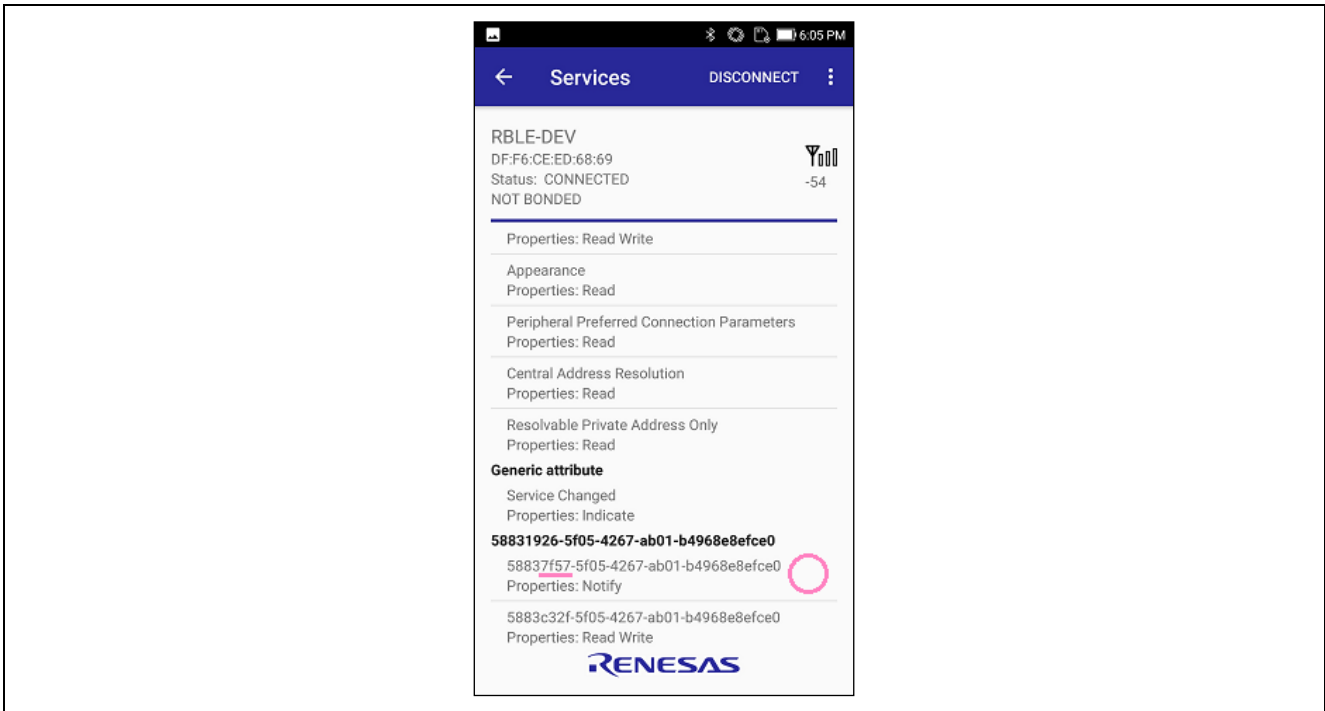 6:05 PM
Services DISCONNECT
RBLE-DEV
DF:F6:CE:ED:68:69
Status: CONNECTED
-54
NOT BONDED
Properties: Read Write
Appearance
Properties: Read
Peripheral Preferred Connection Parameters
Properties: Read
Central Address Resolution
Properties: Read
Resolvable Private Address Only
Properties: Read
Generic attribute
Service Changed
Properties: Indicate
58831926-5f05-4267-ab01-b4968e8efce0
58837f57-5f05-4267-ab01-b4968e8efce0
Properties: Notify
5883c32f-5f05-4267-ab01-b4968e8efce0
Properties: Read Write
RENESAS